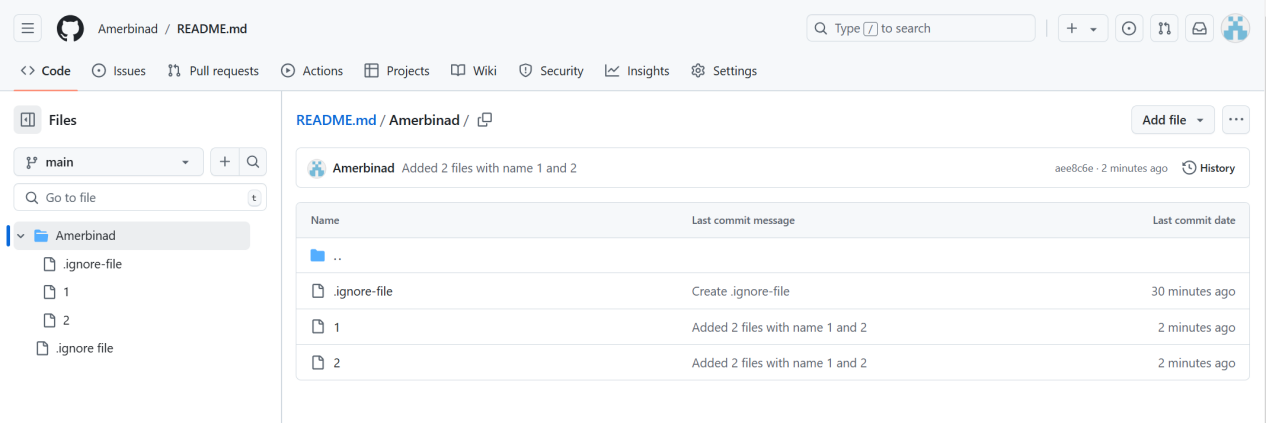 Amerbinad / README.md
Type / to search
Code Issues Pull requests Actions Projects Wiki Security Insights Settings
Files
main
Go to file t
Amerbinad
.ignore-file
1
2
.ignore file
README.md / Amerbinad /
Add file
Amerbinad Added 2 files with name 1 and 2 aee8c6e · 2 minutes ago History
Name Last commit message Last commit date
..
.ignore-file Create .ignore-file 30 minutes ago
1 Added 2 files with name 1 and 2 2 minutes ago
2 Added 2 files with name 1 and 2 2 minutes ago